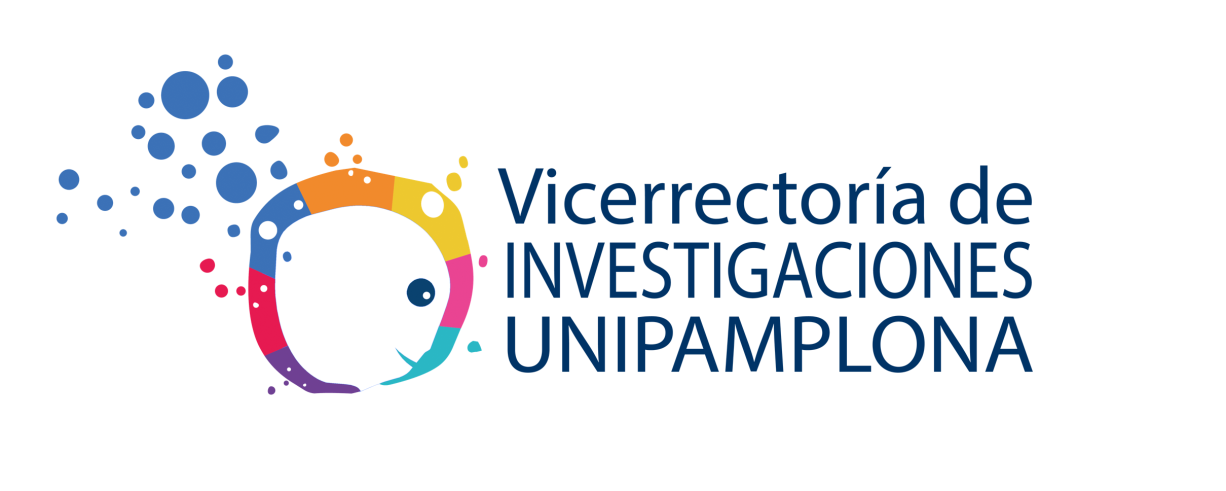 Vicerrectoría de
INVESTIGACIONES
UNIPAMPLONA